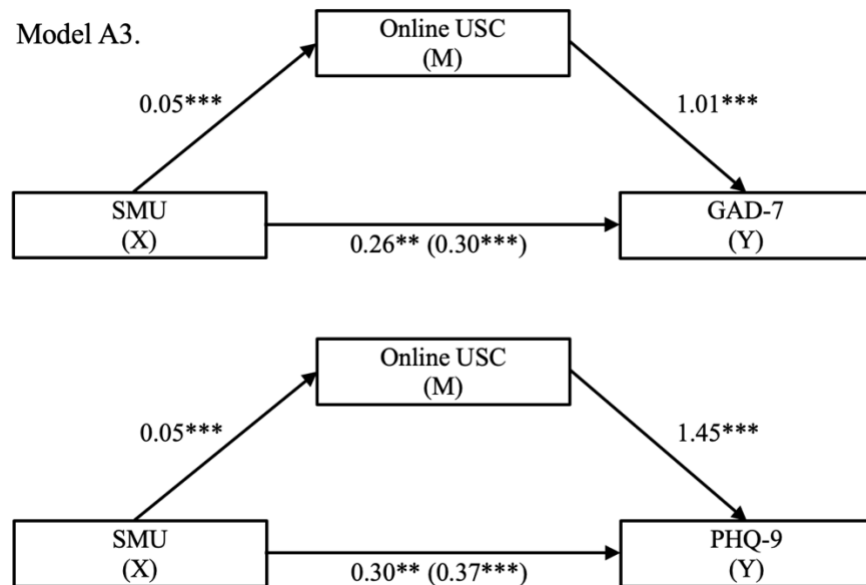 Model A3.
Online USC
(M)
0.05***
1.01***
SMU
(X)
GAD-7
(Y)
0.26** (0.30***)
Online USC
(M)
0.05***
1.45***
SMU
(X)
PHQ-9
(Y)
0.30** (0.37***)